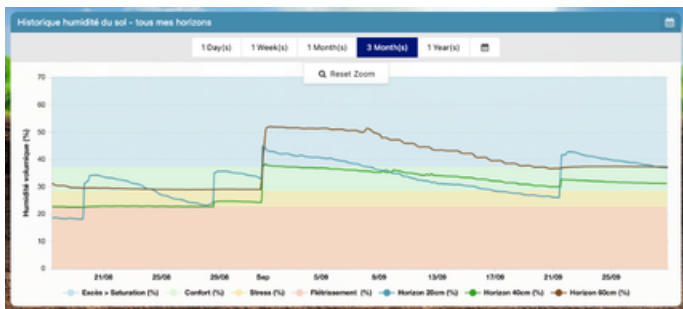 Historique humidité du sol - tous mes horizons
1 Day(s) 1 Week(s) 1 Month(s) 3 Month(s) 1 Year(s)
Reset Zoom
Humidité volumique (%)
70
60
50
40
30
20
10
0
21/08 25/08 29/08 Sep 5/09 9/09 13/09 17/09 21/09 25/09
Excès > Saturation (%) Confort (%) Stress (%) Flétrissement (%) Horizon 20cm (%) Horizon 40cm (%) Horizon 60cm (%)